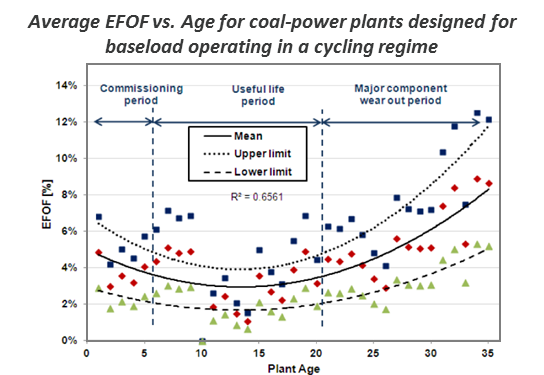 Average EFOF vs. Age for coal-power plants designed for
baseload operating in a cycling regime
14%
12%
10%
8%
6%
4%
2%
0%
EFOF [%]
Commissioning
period
Useful life
period
Major component
wear out period
Mean
Upper limit
Lower limit
R² = 0.6561
0
5
10
15
20
25
30
35
Plant Age